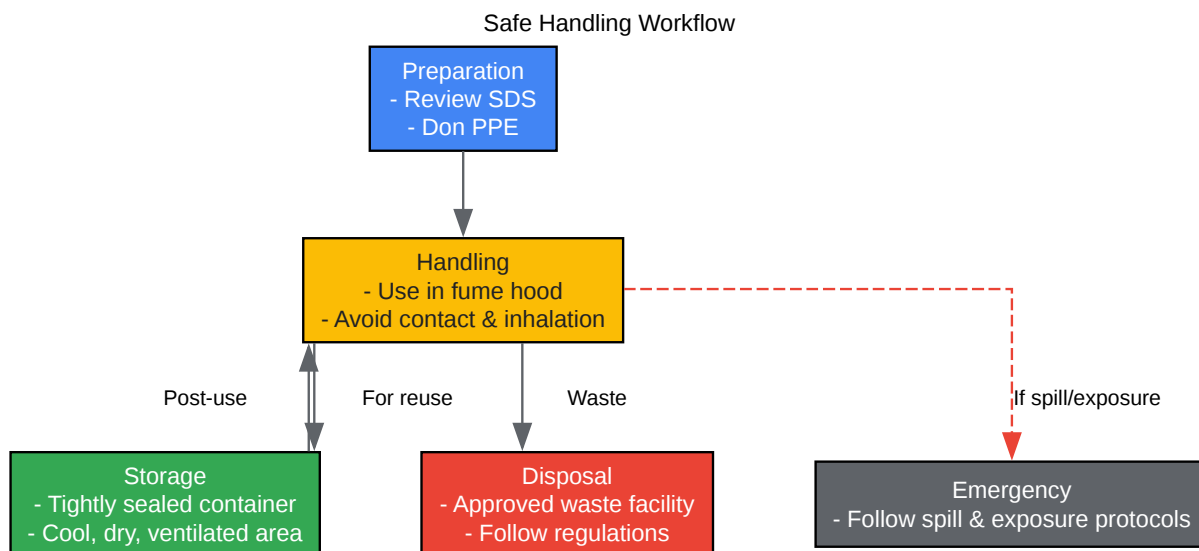 Safe Handling Workflow
Preparation
- Review SDS
- Don PPE
Handling
- Use in fume hood
- Avoid contact & inhalation
Post-use
For reuse
Waste
If spill/exposure
Storage
- Tightly sealed container
- Cool, dry, ventilated area
Disposal
- Approved waste facility
- Follow regulations
Emergency
- Follow spill & exposure protocols